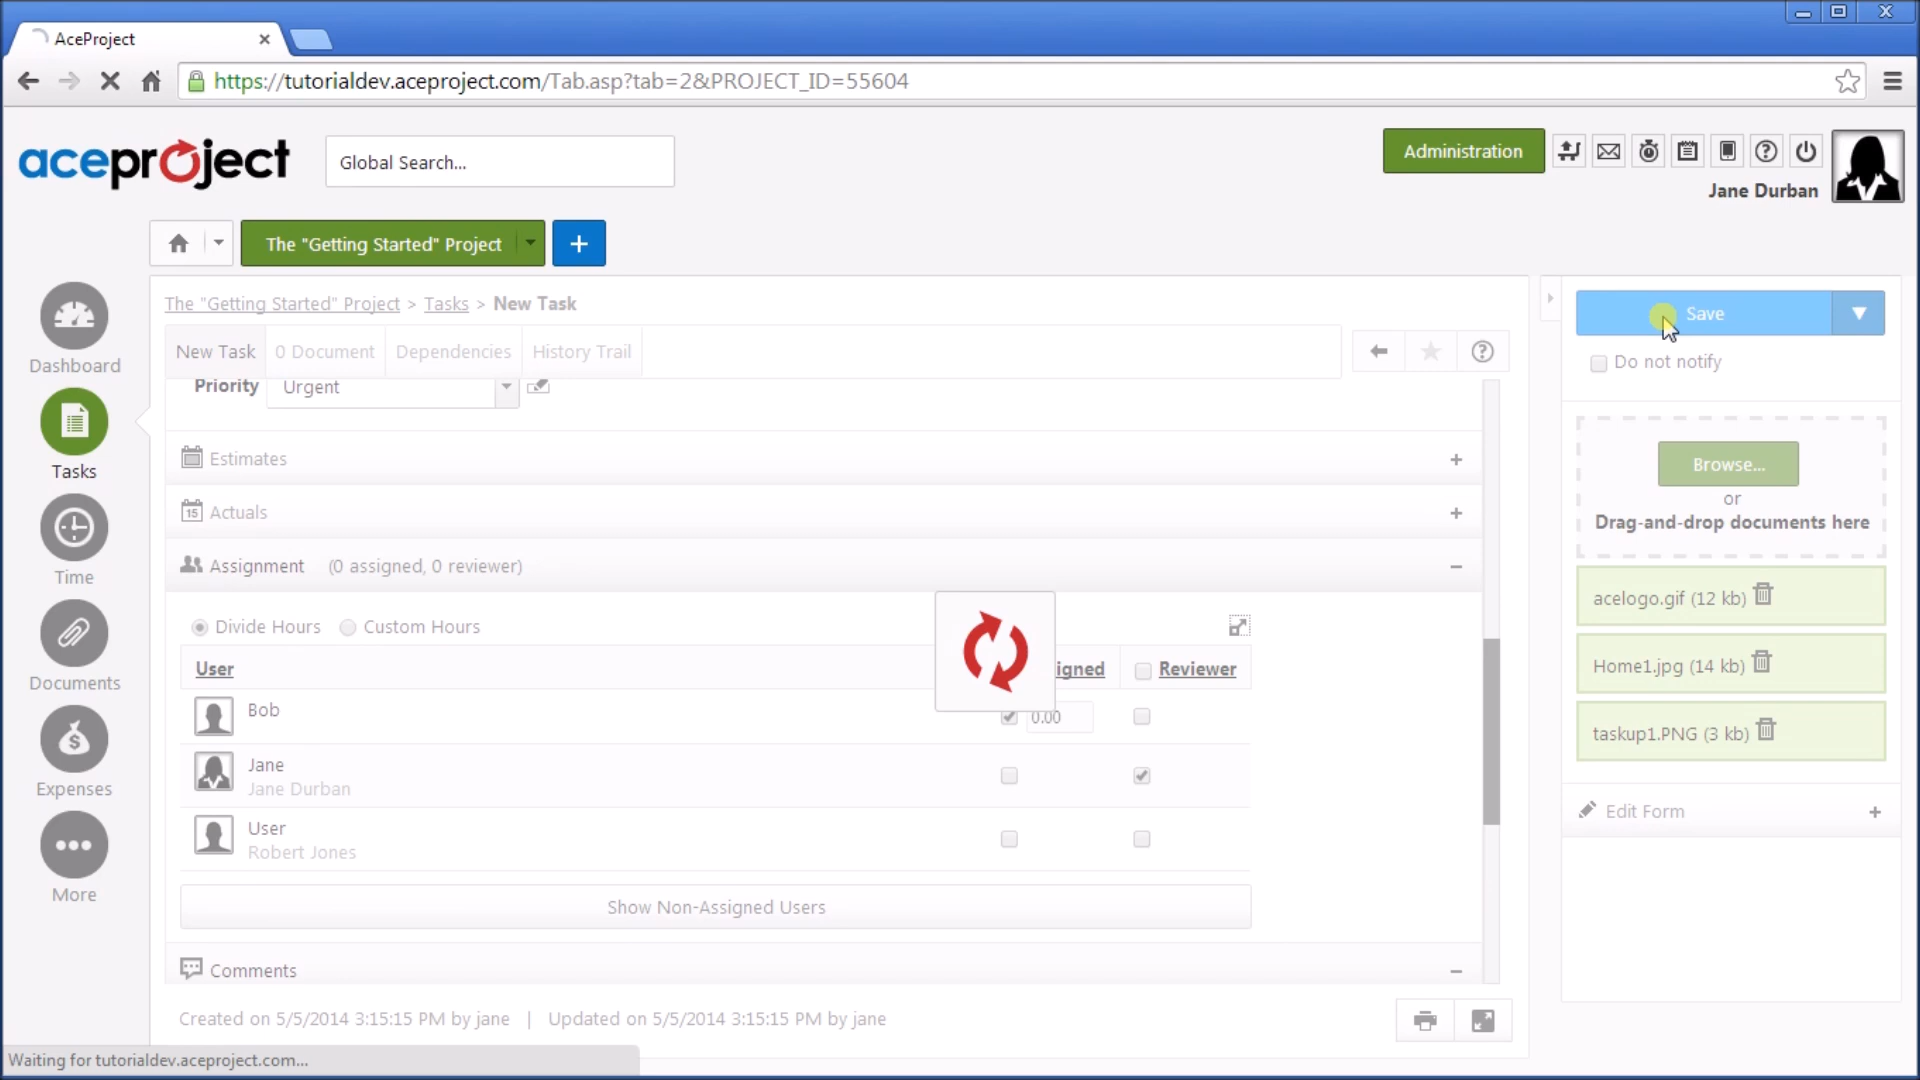 AceProject
https://tutorialdev.aceproject.com/Tab.asp?tab=2&PROJECT_ID=55604
aceproject
Global Search...
Administration
Jane Durban
The "Getting Started" Project
+
The "Getting Started" Project > Tasks > New Task
New Task
0 Document
Dependencies
History Trail
Priority
Urgent
Estimates
+
Actuals
+
Assignment (0 assigned, 0 reviewer)
Divide Hours
Custom Hours
User
igned
Reviewer
Bob
0.00
Jane
Jane Durban
User
Robert Jones
Show Non-Assigned Users
Comments
Created on 5/5/2014 3:15:15 PM by jane | Updated on 5/5/2014 3:15:15 PM by jane
Dashboard
Tasks
Time
Documents
Expenses
More
Save
Do not notify
Browse...
or
Drag-and-drop documents here
acelogo.gif (12 kb)
Home1.jpg (14 kb)
taskup1.PNG (3 kb)
Edit Form
+
Waiting for tutorialdev.aceproject.com...